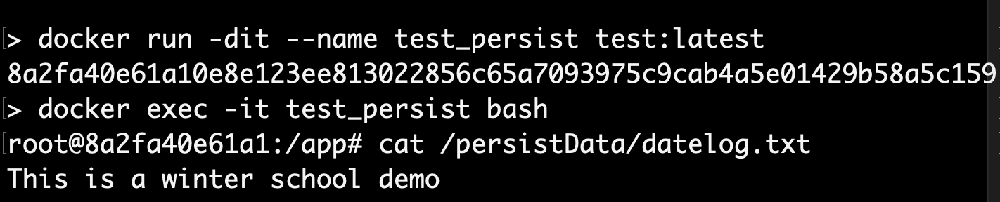 > docker run -dit --name test_persist test:latest
8a2fa40e61a10e8e123ee813022856c65a7093975c9cab4a5e01429b58a5c159
> docker exec -it test_persist bash
root@8a2fa40e61a1:/app# cat /persistData/datelog.txt
This is a winter school demo